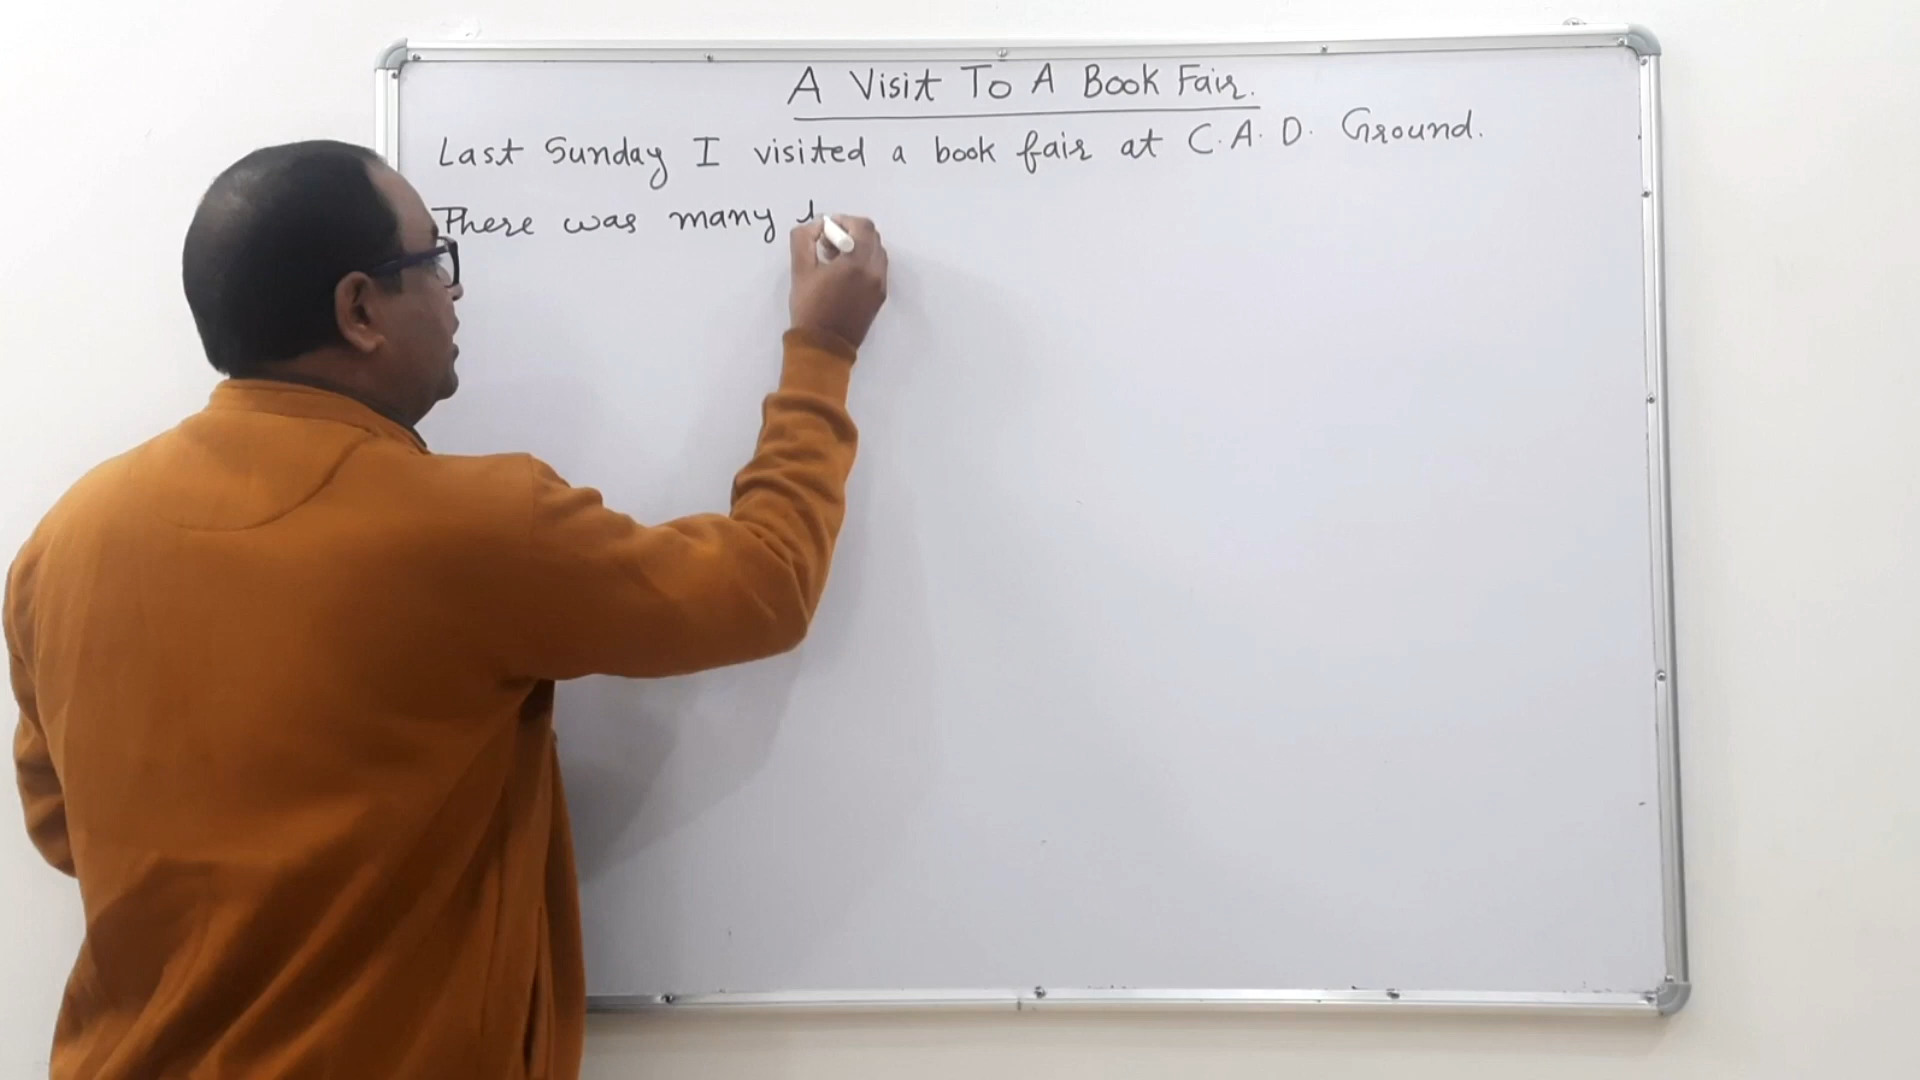 A Visit To A Book Fair.
Last Sunday I visited a book fair at C.A.D. Ground.
There was many